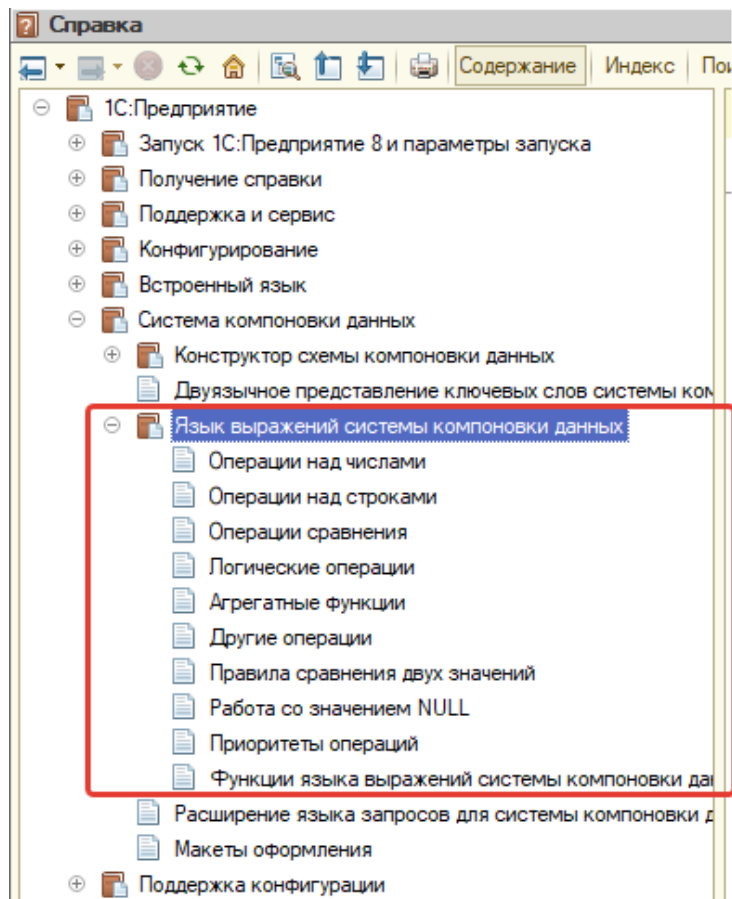 Справка
Содержание Индекс
1С:Предприятие
Запуск 1С:Предприятие 8 и параметры запуска
Получение справки
Поддержка и сервис
Конфигурирование
Встроенный язык
Система компоновки данных
Конструктор схемы компоновки данных
Двуязычное представление ключевых слов системы
Язык выражений системы компоновки данных
Операции над числами
Операции над строками
Операции сравнения
Логические операции
Агрегатные функции
Другие операции
Правила сравнения двух значений
Работа со значением NULL
Приоритеты операций
Функции языка выражений системы компоновки
Расширение языка запросов для системы компоновки
Макеты оформления
Поддержка конфигурации